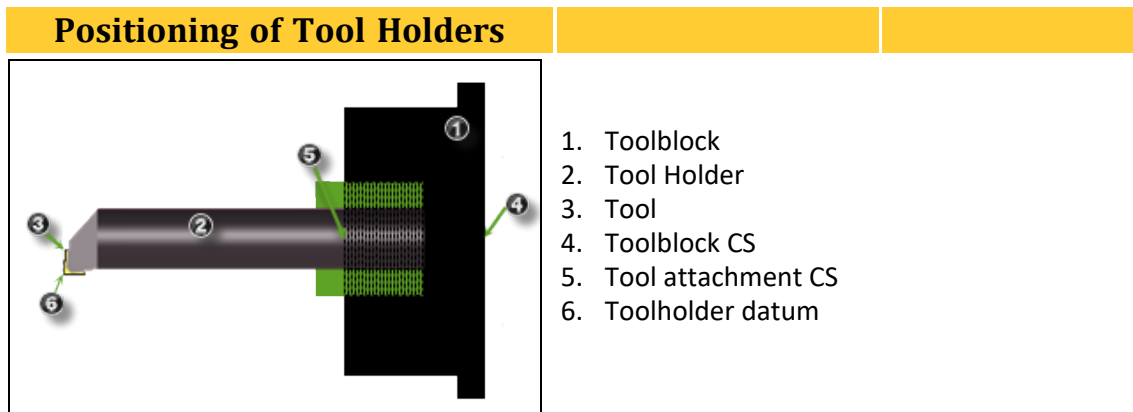 Positioning of Tool Holders
1
5
4
2
3
6
1. Toolblock
2. Tool Holder
3. Tool
4. Toolblock CS
5. Tool attachment CS
6. Toolholder datum